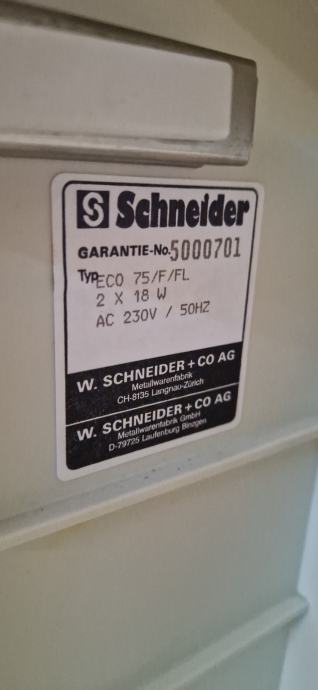 S Schneider
GARANTIE-No. 5000701
Typ ECO 75/F/FL
2 X 18 W
AC 230V / 50HZ
W. SCHNEIDER + CO AG
Metallwarenfabrik
CH-8135 Langnau-Zürich
W. SCHNEIDER + CO AG
Metallwarenfabrik GmbH
D-79725 Laufenburg Binzgen